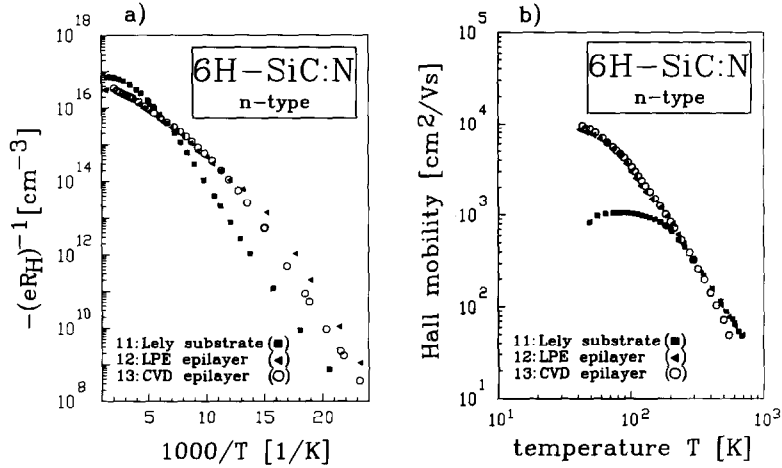 a)
6H-SiC:N
n-type
-(eR_H)^-1 [cm^-3]
10^18
10^16
10^14
10^12
10^10
10^8
11:Lely substrate(■)
12:LPE epilayer (◄)
13:CVD epilayer (○)
5 10 15 20
1000/T [1/K]
b)
6H-SiC:N
n-type
Hall mobility [cm^2/Vs]
10^5
10^4
10^3
10^2
10^1
11:Lely substrate(■)
12:LPE epilayer (◄)
13:CVD epilayer (○)
10^1 10^2 10^3
temperature T [K]